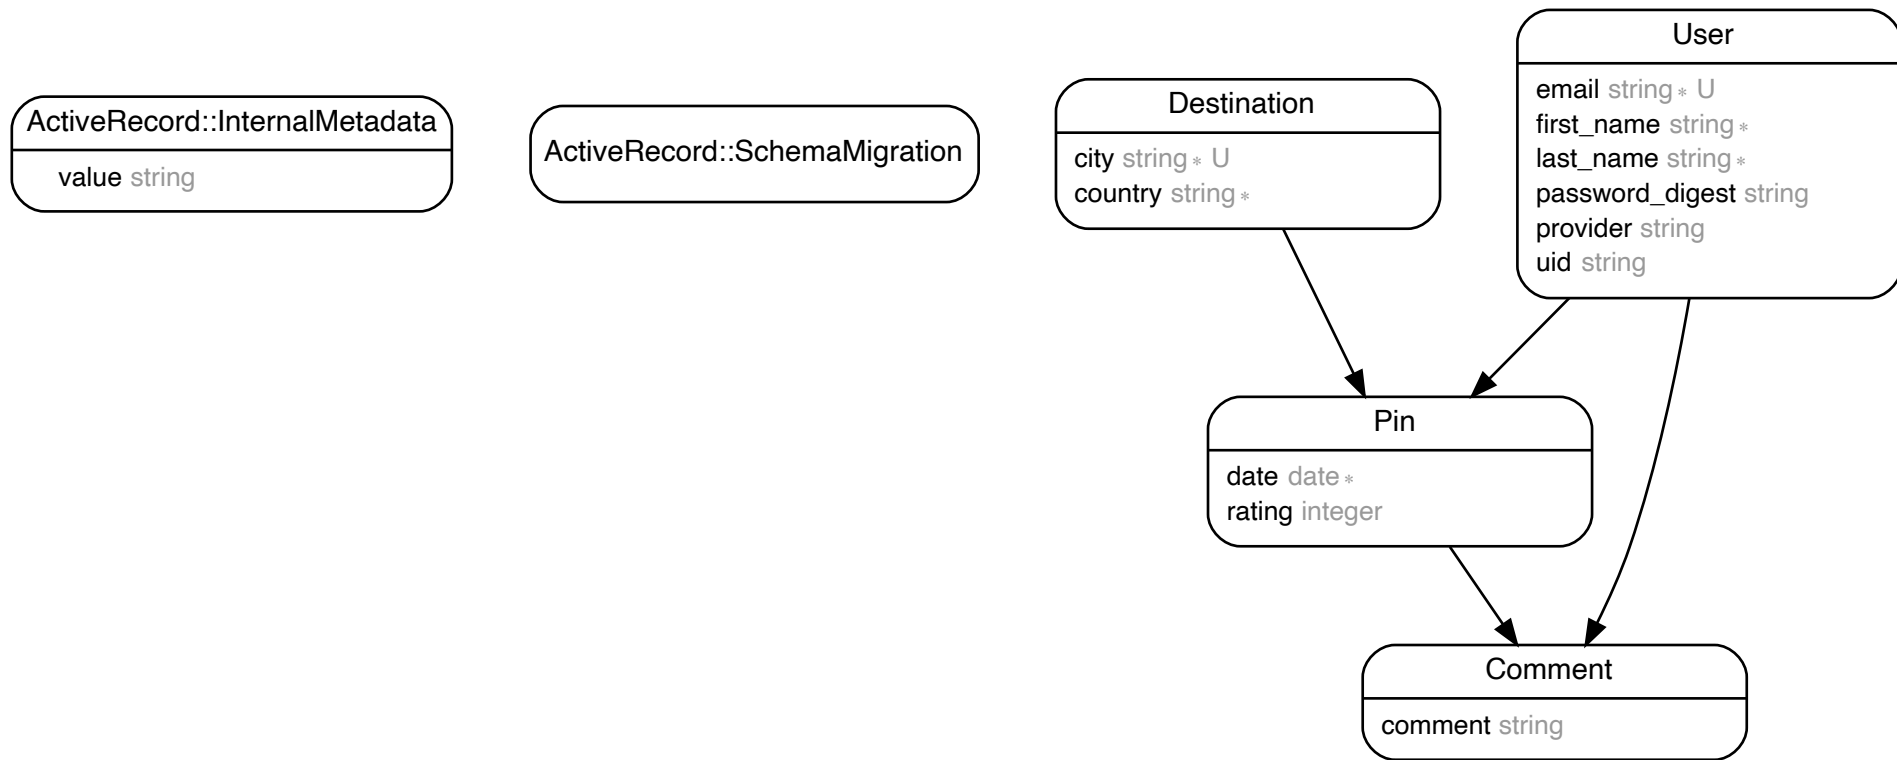 ActiveRecord::InternalMetadata
value string
ActiveRecord::SchemaMigration
Destination
city string * U
country string *
User
email string * U
first_name string *
last_name string *
password_digest string
provider string
uid string
Pin
date date *
rating integer
Comment
comment string